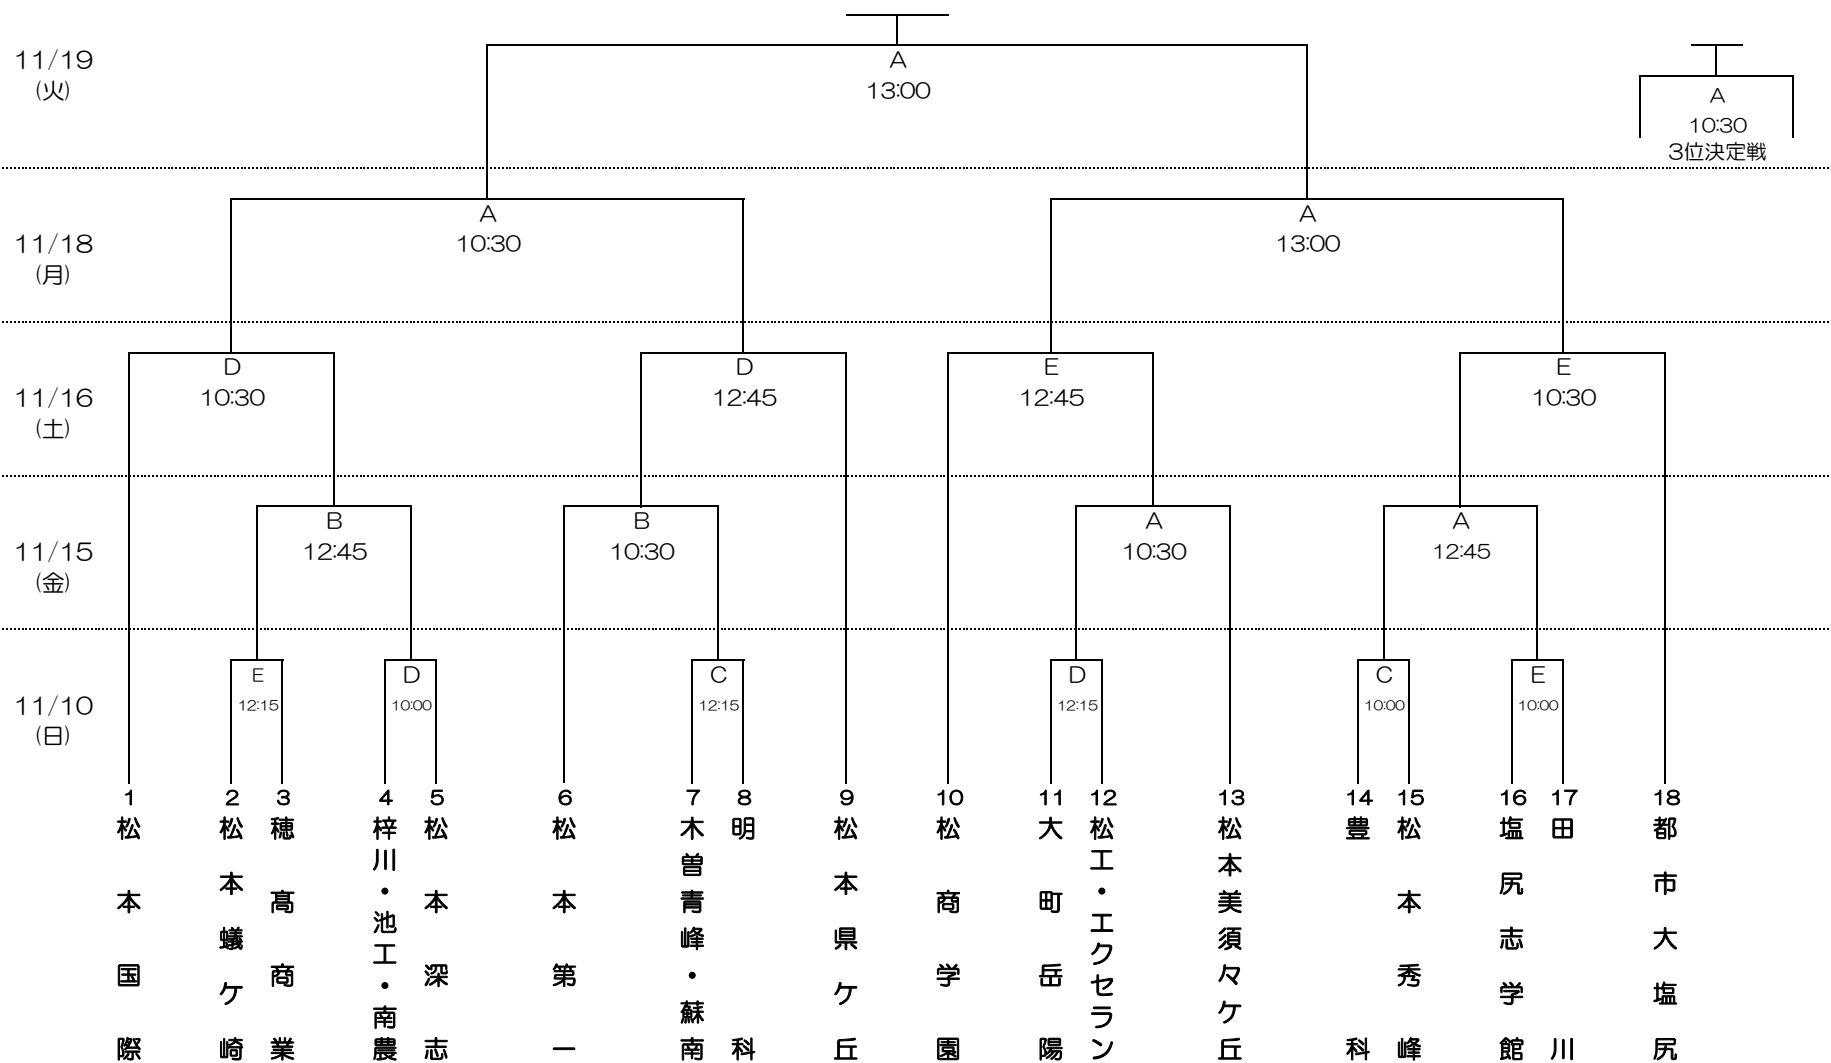 11/19
(火)
A
13:00
A
10:30
3位決定戦
11/18
(月)
A
10:30
A
13:00
11/16
(土)
D
10:30
D
12:45
E
12:45
E
10:30
11/15
(金)
B
12:45
B
10:30
A
10:30
A
12:45
11/10
(日)
E
12:15
D
10:00
C
12:15
D
12:15
C
10:00
E
10:00
1
松本国際
2
松本蟻ケ崎
3
穂髙商業
4
梓川・池工・南農
5
松本深志
6
松本第一
7
木曽青峰・蘇南
8
明科
9
松本県ケ丘
10
松商学園
11
大町岳陽
12
松工・エクセラン
13
松本美須々ケ丘
14
豊科
15
松本秀峰
16
塩尻志学館
17
田川
18
都市大塩尻